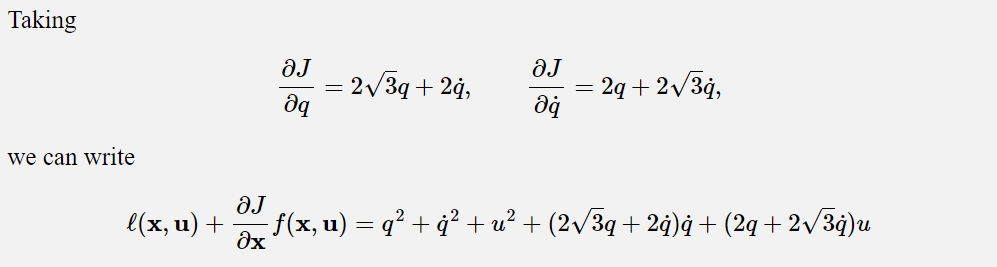 Taking
∂J/∂q = 2√3q + 2q̇, ∂J/∂q̇ = 2q + 2√3q̇,
we can write
ℓ(𝐱, 𝐮) + ∂J/∂𝐱 f(𝐱, 𝐮) = q² + q̇² + u² + (2√3q + 2q̇)q̇ + (2q + 2√3q̇)u